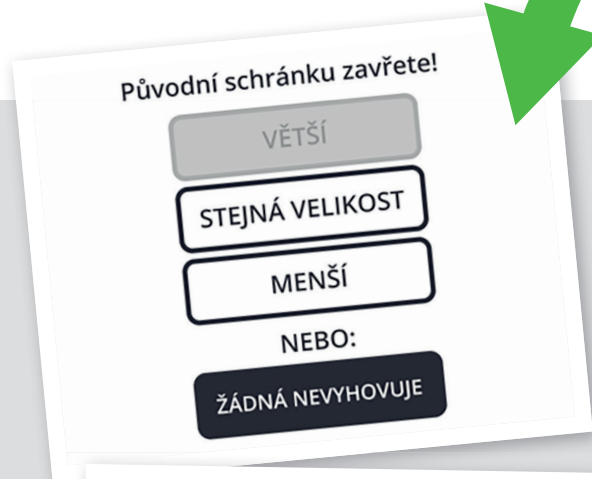 Původní schránku zavřete!
VĚTŠÍ
STEJNÁ VELIKOST
MENŠÍ
NEBO:
ŽÁDNÁ NEVYHOVUJE